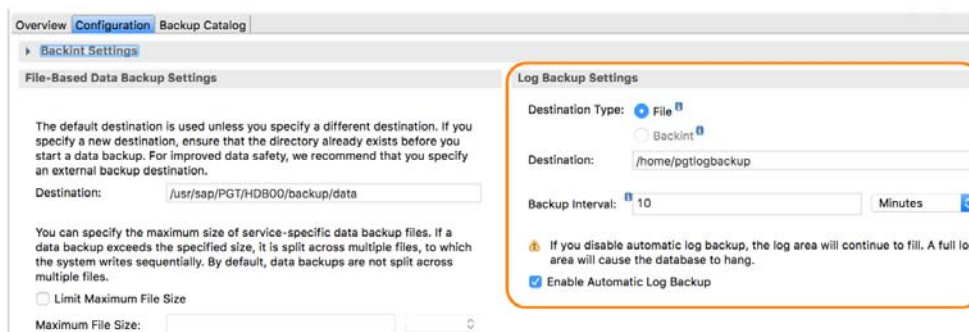 Overview Configuration Backup Catalog
Backint Settings
File-Based Data Backup Settings
The default destination is used unless you specify a different destination. If you
specify a new destination, ensure that the directory already exists before you
start a data backup. For improved data safety, we recommend that you specify
an external backup destination.
Destination: /usr/sap/PGT/HDB00/backup/data
You can specify the maximum size of service-specific data backup files. If a
data backup exceeds the specified size, it is split across multiple files, to which
the system writes sequentially. By default, data backups are not split across
multiple files.
Limit Maximum File Size
Maximum File Size:
Log Backup Settings
Destination Type: File
Backint
Destination: /home/pgtlogbackup
Backup Interval: 10 Minutes
If you disable automatic log backup, the log area will continue to fill. A full lo
area will cause the database to hang.
Enable Automatic Log Backup